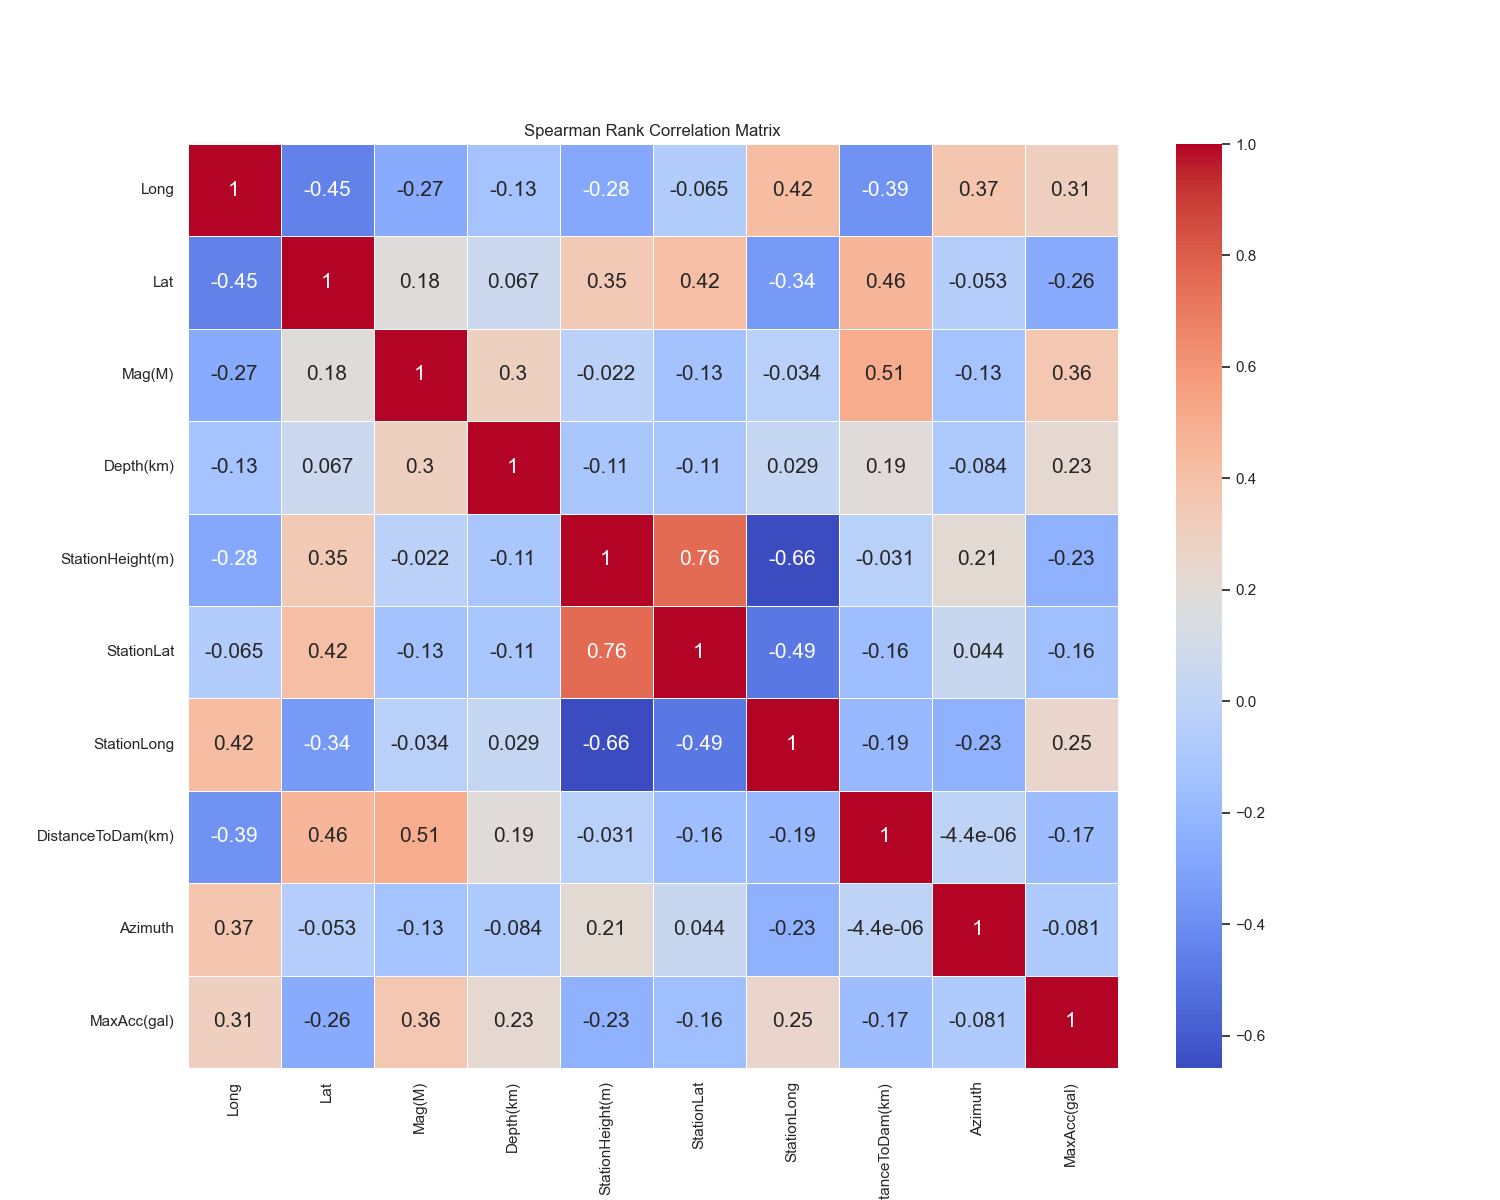 Spearman Rank Correlation Matrix
Long 1 -0.45 -0.27 -0.13 -0.28 -0.065 0.42 -0.39 0.37 0.31
Lat -0.45 1 0.18 0.067 0.35 0.42 -0.34 0.46 -0.053 -0.26
Mag(M) -0.27 0.18 1 0.3 -0.022 -0.13 -0.034 0.51 -0.13 0.36
Depth(km) -0.13 0.067 0.3 1 -0.11 -0.11 0.029 0.19 -0.084 0.23
StationHeight(m) -0.28 0.35 -0.022 -0.11 1 0.76 -0.66 -0.031 0.21 -0.23
StationLat -0.065 0.42 -0.13 -0.11 0.76 1 -0.49 -0.16 0.044 -0.16
StationLong 0.42 -0.34 -0.034 0.029 -0.66 -0.49 1 -0.19 -0.23 0.25
DistanceToDam(km) -0.39 0.46 0.51 0.19 -0.031 -0.16 -0.19 1 -4.4e-06 -0.17
Azimuth 0.37 -0.053 -0.13 -0.084 0.21 0.044 -0.23 -4.4e-06 1 -0.081
MaxAcc(gal) 0.31 -0.26 0.36 0.23 -0.23 -0.16 0.25 -0.17 -0.081 1
Long
Lat
Mag(M)
Depth(km)
StationHeight(m)
StationLat
StationLong
tanceToDam(km)
Azimuth
MaxAcc(gal)
1.0
0.8
0.6
0.4
0.2
0.0
−0.2
−0.4
−0.6